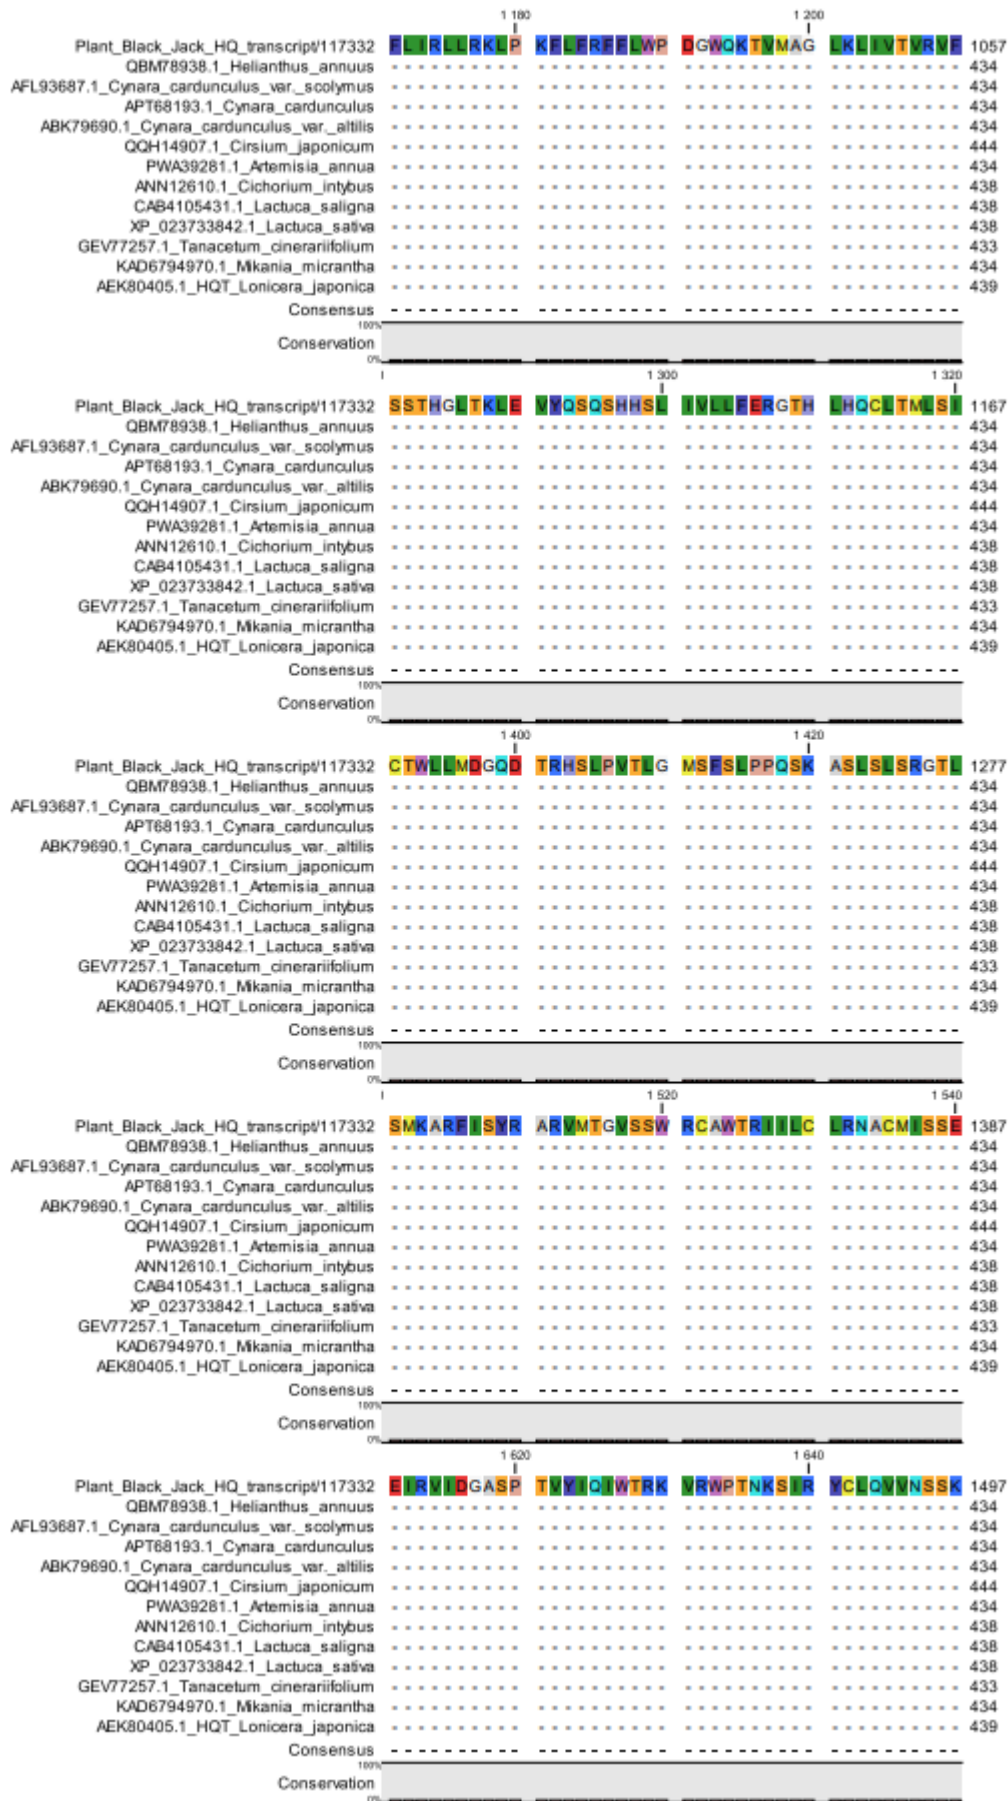 1 180 1 200
Plant_Black_Jack_HQ_transcript/117332 FLIRLLRKLP KFLFRFFLWP DGWQKTVMAG LKLIVTVRVF 1057
QBM78938.1_Helianthus_annuus - - - - - - - - - - - - - - - - - - - - - - - - - - - - - - - - - - - - - - - - 434
AFL93687.1_Cynara_cardunculus_var._scolymus - - - - - - - - - - - - - - - - - - - - - - - - - - - - - - - - - - - - - - - - 434
APT68193.1_Cynara_cardunculus - - - - - - - - - - - - - - - - - - - - - - - - - - - - - - - - - - - - - - - - 434
ABK79690.1_Cynara_cardunculus_var._altilis - - - - - - - - - - - - - - - - - - - - - - - - - - - - - - - - - - - - - - - - 434
QQH14907.1_Cirsium_japonicum - - - - - - - - - - - - - - - - - - - - - - - - - - - - - - - - - - - - - - - - 444
PWA39281.1_Artemisia_annua - - - - - - - - - - - - - - - - - - - - - - - - - - - - - - - - - - - - - - - - 434
ANN12610.1_Cichorium_intybus - - - - - - - - - - - - - - - - - - - - - - - - - - - - - - - - - - - - - - - - 438
CAB4105431.1_Lactuca_saligna - - - - - - - - - - - - - - - - - - - - - - - - - - - - - - - - - - - - - - - - 438
XP_023733842.1_Lactuca_sativa - - - - - - - - - - - - - - - - - - - - - - - - - - - - - - - - - - - - - - - - 438
GEV77257.1_Tanacetum_cinerariifolium - - - - - - - - - - - - - - - - - - - - - - - - - - - - - - - - - - - - - - - - 433
KAD6794970.1_Mikania_micrantha - - - - - - - - - - - - - - - - - - - - - - - - - - - - - - - - - - - - - - - - 434
AEK80405.1_HQT_Lonicera_japonica - - - - - - - - - - - - - - - - - - - - - - - - - - - - - - - - - - - - - - - - 439
Consensus - - - - - - - - - - - - - - - - - - - - - - - - - - - - - - - - - - - - - - - -
100%
Conservation
0%
1 300 1 320
Plant_Black_Jack_HQ_transcript/117332 SSTHGLTKLE VYQSQSHHSL IVLLFERGTH LHQCLTMLSI 1167
QBM78938.1_Helianthus_annuus - - - - - - - - - - - - - - - - - - - - - - - - - - - - - - - - - - - - - - - - 434
AFL93687.1_Cynara_cardunculus_var._scolymus - - - - - - - - - - - - - - - - - - - - - - - - - - - - - - - - - - - - - - - - 434
APT68193.1_Cynara_cardunculus - - - - - - - - - - - - - - - - - - - - - - - - - - - - - - - - - - - - - - - - 434
ABK79690.1_Cynara_cardunculus_var._altilis - - - - - - - - - - - - - - - - - - - - - - - - - - - - - - - - - - - - - - - - 434
QQH14907.1_Cirsium_japonicum - - - - - - - - - - - - - - - - - - - - - - - - - - - - - - - - - - - - - - - - 444
PWA39281.1_Artemisia_annua - - - - - - - - - - - - - - - - - - - - - - - - - - - - - - - - - - - - - - - - 434
ANN12610.1_Cichorium_intybus - - - - - - - - - - - - - - - - - - - - - - - - - - - - - - - - - - - - - - - - 438
CAB4105431.1_Lactuca_saligna - - - - - - - - - - - - - - - - - - - - - - - - - - - - - - - - - - - - - - - - 438
XP_023733842.1_Lactuca_sativa - - - - - - - - - - - - - - - - - - - - - - - - - - - - - - - - - - - - - - - - 438
GEV77257.1_Tanacetum_cinerariifolium - - - - - - - - - - - - - - - - - - - - - - - - - - - - - - - - - - - - - - - - 433
KAD6794970.1_Mikania_micrantha - - - - - - - - - - - - - - - - - - - - - - - - - - - - - - - - - - - - - - - - 434
AEK80405.1_HQT_Lonicera_japonica - - - - - - - - - - - - - - - - - - - - - - - - - - - - - - - - - - - - - - - - 439
Consensus - - - - - - - - - - - - - - - - - - - - - - - - - - - - - - - - - - - - - - - -
100%
Conservation
0%
1 400 1 420
Plant_Black_Jack_HQ_transcript/117332 CTWLLMDGQD TRHSLPVTLG MSFSLPPQSK ASLSLSRGTL 1277
QBM78938.1_Helianthus_annuus - - - - - - - - - - - - - - - - - - - - - - - - - - - - - - - - - - - - - - - - 434
AFL93687.1_Cynara_cardunculus_var._scolymus - - - - - - - - - - - - - - - - - - - - - - - - - - - - - - - - - - - - - - - - 434
APT68193.1_Cynara_cardunculus - - - - - - - - - - - - - - - - - - - - - - - - - - - - - - - - - - - - - - - - 434
ABK79690.1_Cynara_cardunculus_var._altilis - - - - - - - - - - - - - - - - - - - - - - - - - - - - - - - - - - - - - - - - 434
QQH14907.1_Cirsium_japonicum - - - - - - - - - - - - - - - - - - - - - - - - - - - - - - - - - - - - - - - - 444
PWA39281.1_Artemisia_annua - - - - - - - - - - - - - - - - - - - - - - - - - - - - - - - - - - - - - - - - 434
ANN12610.1_Cichorium_intybus - - - - - - - - - - - - - - - - - - - - - - - - - - - - - - - - - - - - - - - - 438
CAB4105431.1_Lactuca_saligna - - - - - - - - - - - - - - - - - - - - - - - - - - - - - - - - - - - - - - - - 438
XP_023733842.1_Lactuca_sativa - - - - - - - - - - - - - - - - - - - - - - - - - - - - - - - - - - - - - - - - 438
GEV77257.1_Tanacetum_cinerariifolium - - - - - - - - - - - - - - - - - - - - - - - - - - - - - - - - - - - - - - - - 433
KAD6794970.1_Mikania_micrantha - - - - - - - - - - - - - - - - - - - - - - - - - - - - - - - - - - - - - - - - 434
AEK80405.1_HQT_Lonicera_japonica - - - - - - - - - - - - - - - - - - - - - - - - - - - - - - - - - - - - - - - - 439
Consensus - - - - - - - - - - - - - - - - - - - - - - - - - - - - - - - - - - - - - - - -
100%
Conservation
0%
1 520 1 540
Plant_Black_Jack_HQ_transcript/117332 SMKARFISYR ARVMTGVSSW RCAWTRIILC LRNACMISSE 1387
QBM78938.1_Helianthus_annuus - - - - - - - - - - - - - - - - - - - - - - - - - - - - - - - - - - - - - - - - 434
AFL93687.1_Cynara_cardunculus_var._scolymus - - - - - - - - - - - - - - - - - - - - - - - - - - - - - - - - - - - - - - - - 434
APT68193.1_Cynara_cardunculus - - - - - - - - - - - - - - - - - - - - - - - - - - - - - - - - - - - - - - - - 434
ABK79690.1_Cynara_cardunculus_var._altilis - - - - - - - - - - - - - - - - - - - - - - - - - - - - - - - - - - - - - - - - 434
QQH14907.1_Cirsium_japonicum - - - - - - - - - - - - - - - - - - - - - - - - - - - - - - - - - - - - - - - - 444
PWA39281.1_Artemisia_annua - - - - - - - - - - - - - - - - - - - - - - - - - - - - - - - - - - - - - - - - 434
ANN12610.1_Cichorium_intybus - - - - - - - - - - - - - - - - - - - - - - - - - - - - - - - - - - - - - - - - 438
CAB4105431.1_Lactuca_saligna - - - - - - - - - - - - - - - - - - - - - - - - - - - - - - - - - - - - - - - - 438
XP_023733842.1_Lactuca_sativa - - - - - - - - - - - - - - - - - - - - - - - - - - - - - - - - - - - - - - - - 438
GEV77257.1_Tanacetum_cinerariifolium - - - - - - - - - - - - - - - - - - - - - - - - - - - - - - - - - - - - - - - - 433
KAD6794970.1_Mikania_micrantha - - - - - - - - - - - - - - - - - - - - - - - - - - - - - - - - - - - - - - - - 434
AEK80405.1_HQT_Lonicera_japonica - - - - - - - - - - - - - - - - - - - - - - - - - - - - - - - - - - - - - - - - 439
Consensus - - - - - - - - - - - - - - - - - - - - - - - - - - - - - - - - - - - - - - - -
100%
Conservation
0%
1 620 1 640
Plant_Black_Jack_HQ_transcript/117332 EIRVIDGASP TVYIQIWTRK VRWPTNKSIR YCLQVVNSSK 1497
QBM78938.1_Helianthus_annuus - - - - - - - - - - - - - - - - - - - - - - - - - - - - - - - - - - - - - - - - 434
AFL93687.1_Cynara_cardunculus_var._scolymus - - - - - - - - - - - - - - - - - - - - - - - - - - - - - - - - - - - - - - - - 434
APT68193.1_Cynara_cardunculus - - - - - - - - - - - - - - - - - - - - - - - - - - - - - - - - - - - - - - - - 434
ABK79690.1_Cynara_cardunculus_var._altilis - - - - - - - - - - - - - - - - - - - - - - - - - - - - - - - - - - - - - - - - 434
QQH14907.1_Cirsium_japonicum - - - - - - - - - - - - - - - - - - - - - - - - - - - - - - - - - - - - - - - - 444
PWA39281.1_Artemisia_annua - - - - - - - - - - - - - - - - - - - - - - - - - - - - - - - - - - - - - - - - 434
ANN12610.1_Cichorium_intybus - - - - - - - - - - - - - - - - - - - - - - - - - - - - - - - - - - - - - - - - 438
CAB4105431.1_Lactuca_saligna - - - - - - - - - - - - - - - - - - - - - - - - - - - - - - - - - - - - - - - - 438
XP_023733842.1_Lactuca_sativa - - - - - - - - - - - - - - - - - - - - - - - - - - - - - - - - - - - - - - - - 438
GEV77257.1_Tanacetum_cinerariifolium - - - - - - - - - - - - - - - - - - - - - - - - - - - - - - - - - - - - - - - - 433
KAD6794970.1_Mikania_micrantha - - - - - - - - - - - - - - - - - - - - - - - - - - - - - - - - - - - - - - - - 434
AEK80405.1_HQT_Lonicera_japonica - - - - - - - - - - - - - - - - - - - - - - - - - - - - - - - - - - - - - - - - 439
Consensus - - - - - - - - - - - - - - - - - - - - - - - - - - - - - - - - - - - - - - - -
100%
Conservation
0%